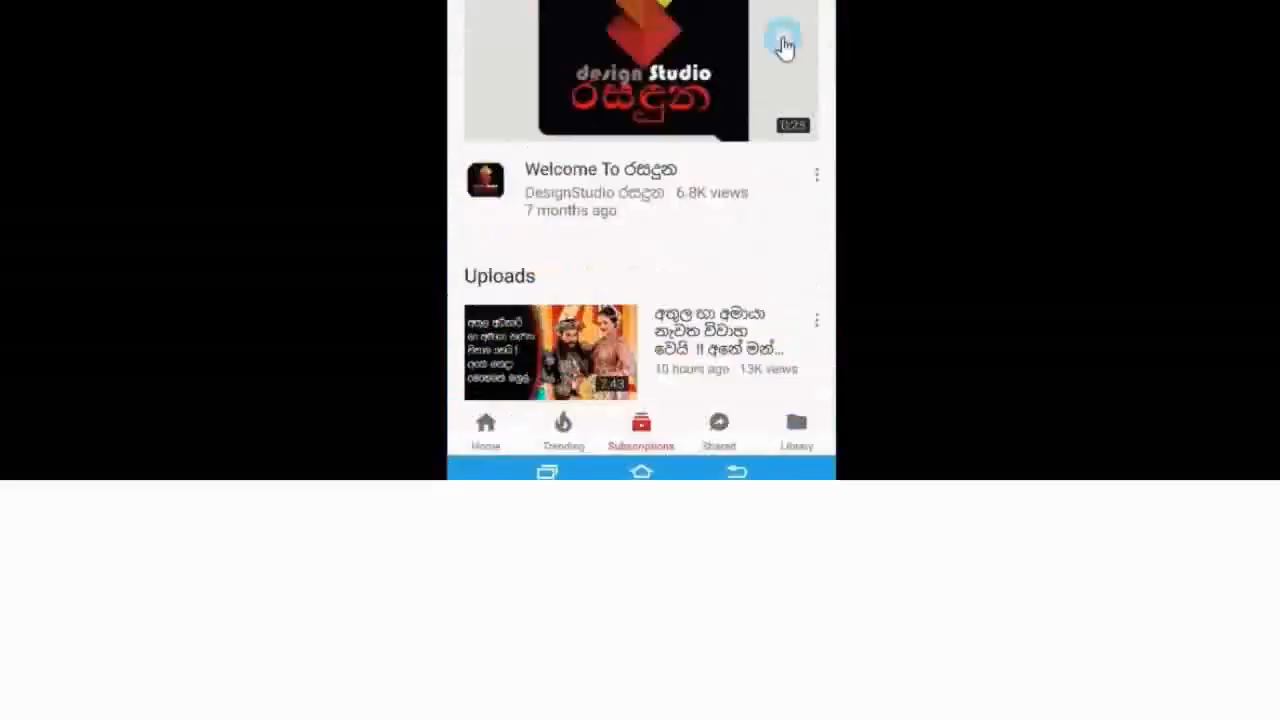 design Studio
රසඳුන
0:25
Welcome To රසඳුන
DesignStudio රසඳුන 6.8K views
7 months ago
Uploads
අතුල හා අමායා
නැවත විවාහ
වෙයි !! අනේ මන්...
10 hours ago 13K views
7:43
Home
Trending
Subscriptions
Shared
Library